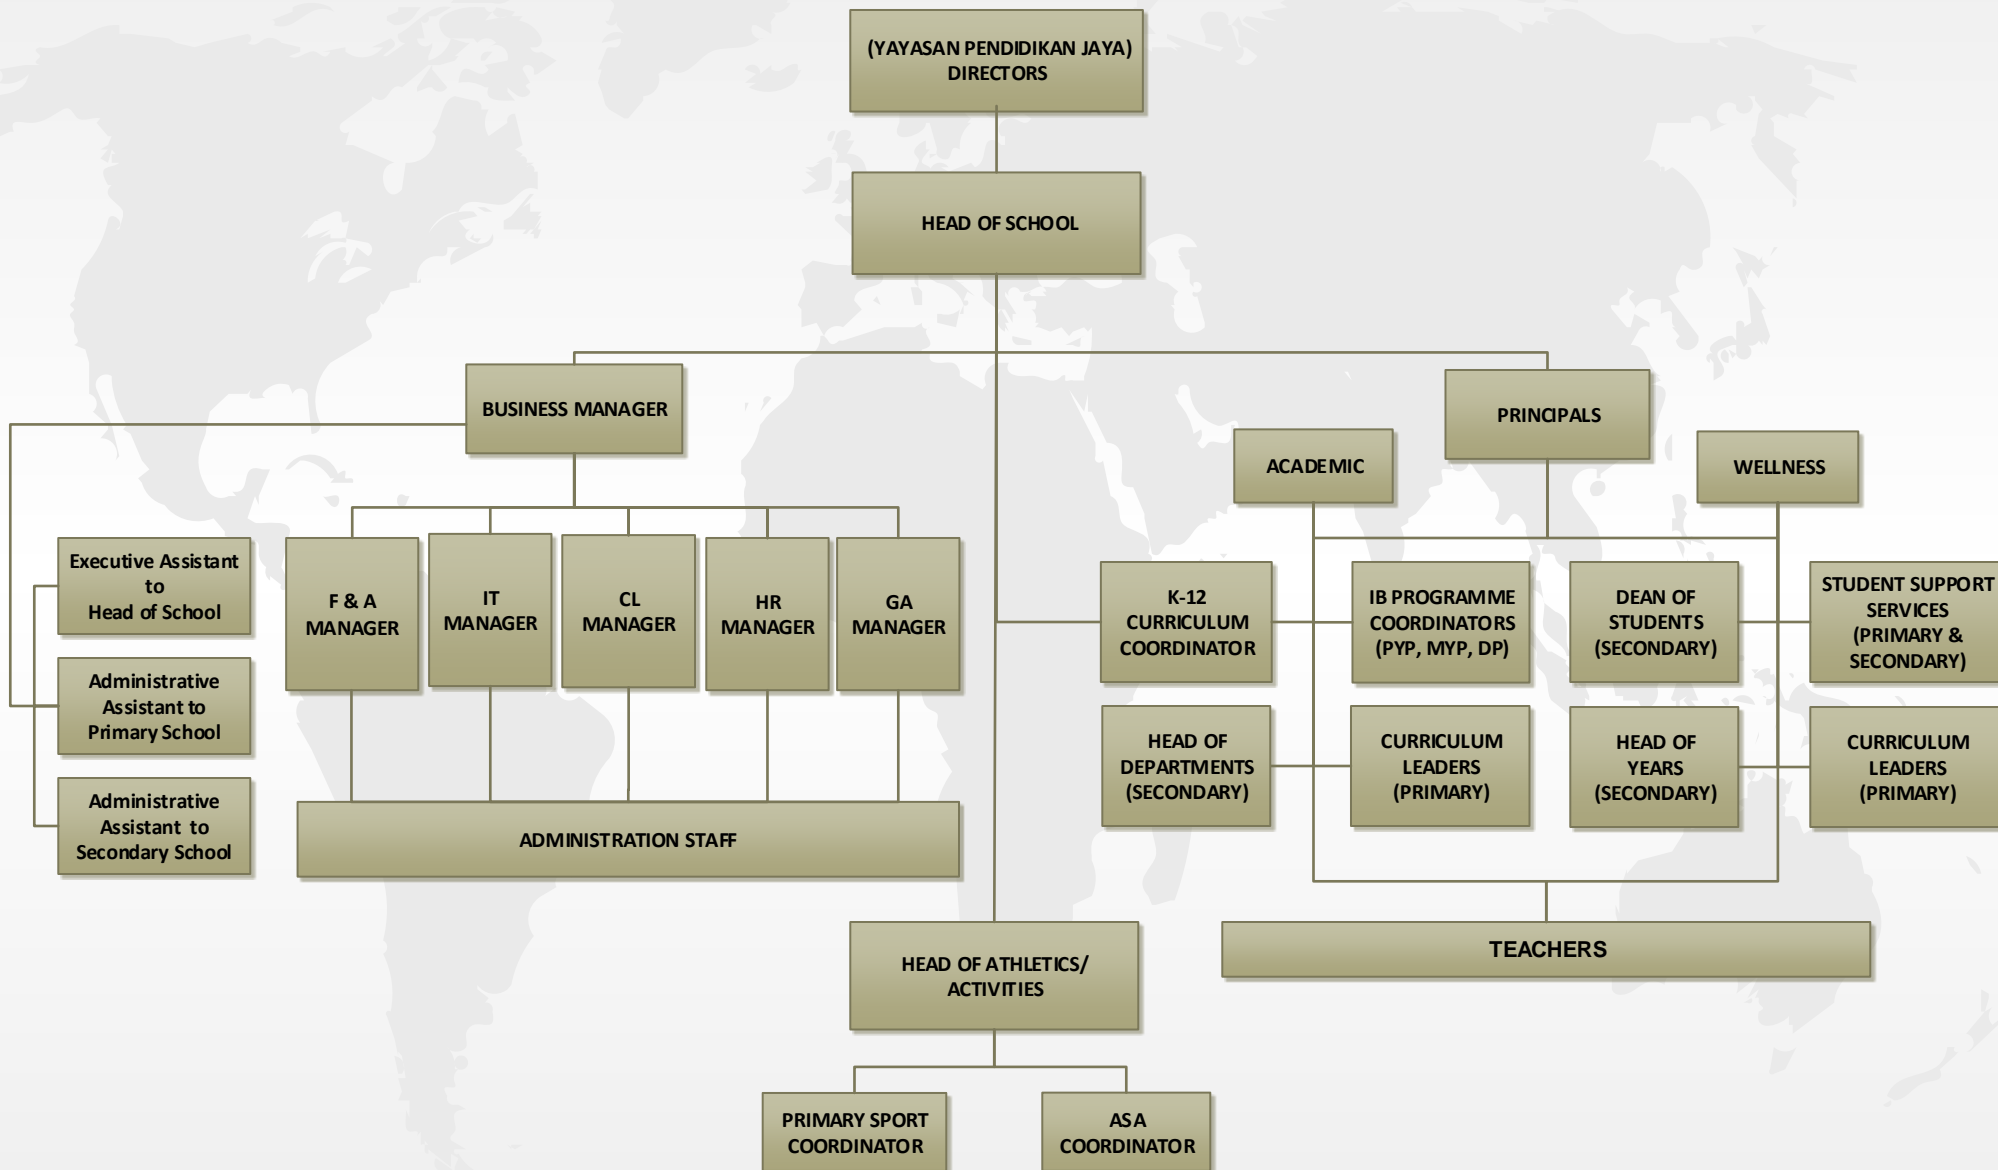 (YAYASAN PENDIDIKAN JAYA)
DIRECTORS
HEAD OF SCHOOL
BUSINESS MANAGER
PRINCIPALS
ACADEMIC
WELLNESS
Executive Assistant
to
Head of School
Administrative
Assistant to
Primary School
Administrative
Assistant to
Secondary School
F & A
MANAGER
IT
MANAGER
CL
MANAGER
HR
MANAGER
GA
MANAGER
ADMINISTRATION STAFF
K-12
CURRICULUM
COORDINATOR
IB PROGRAMME
COORDINATORS
(PYP, MYP, DP)
DEAN OF
STUDENTS
(SECONDARY)
STUDENT SUPPORT
SERVICES
(PRIMARY &
SECONDARY)
HEAD OF
DEPARTMENTS
(SECONDARY)
CURRICULUM
LEADERS
(PRIMARY)
HEAD OF
YEARS
(SECONDARY)
CURRICULUM
LEADERS
(PRIMARY)
TEACHERS
HEAD OF ATHLETICS/
ACTIVITIES
PRIMARY SPORT
COORDINATOR
ASA
COORDINATOR